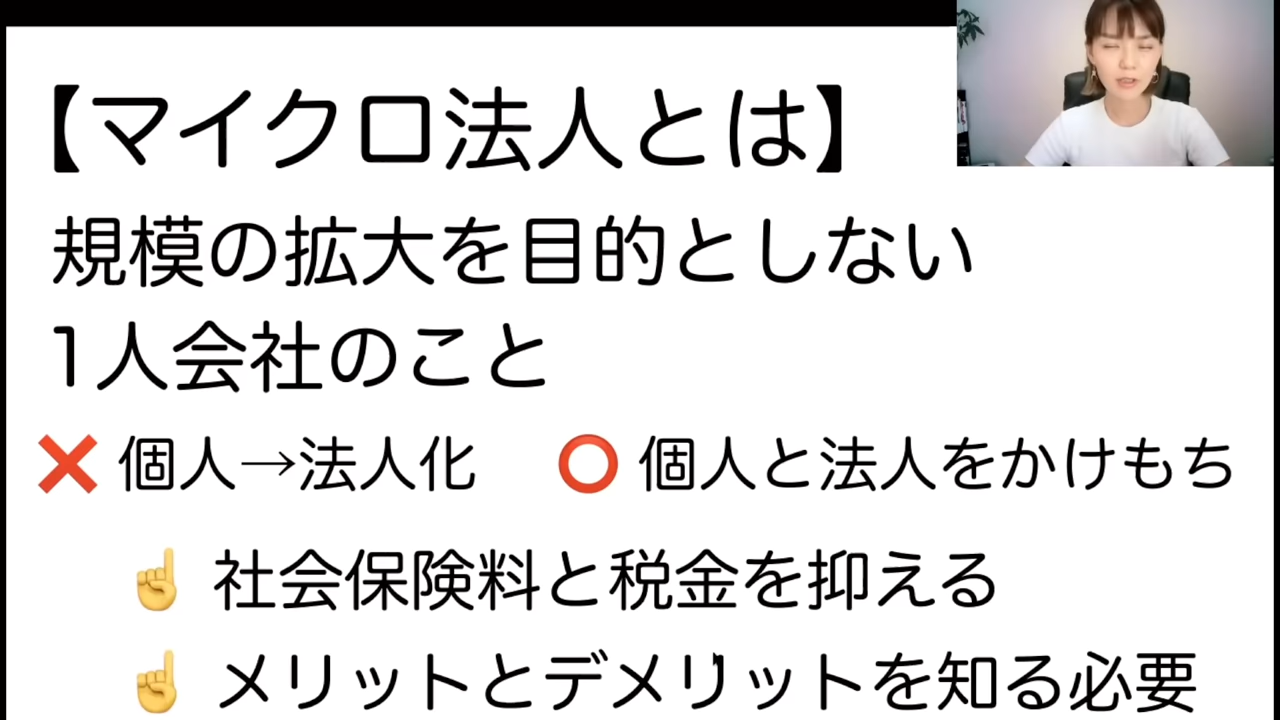 【マイクロ法人とは】
規模の拡大を目的としない
1人会社のこと
❌ 個人→法人化 ⭕ 個人と法人をかけもち
☝ 社会保険料と税金を抑える
☝ メリットとデメリットを知る必要